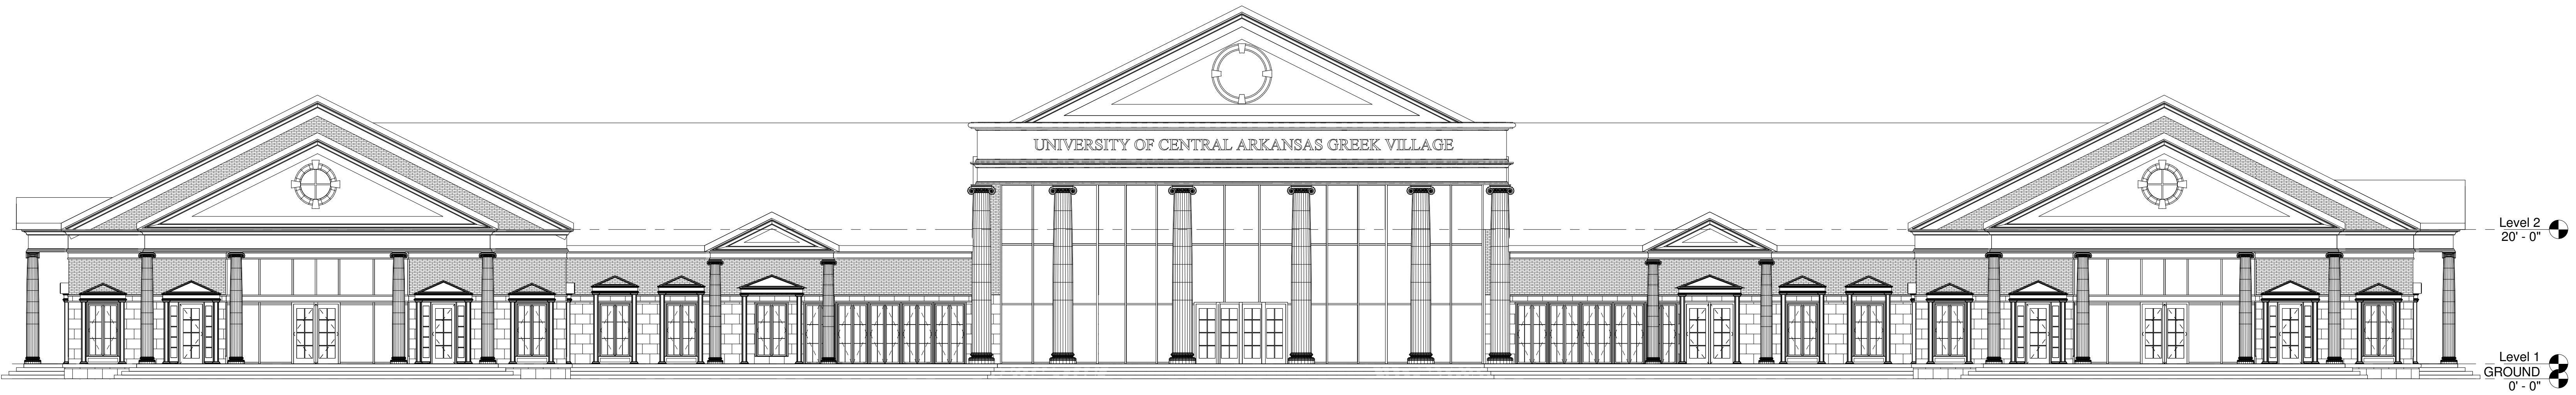 UNIVERSITY OF CENTRAL ARKANSAS GREEK VILLAGE
Level 2
20' - 0"
Level 1
GROUND
0' - 0"